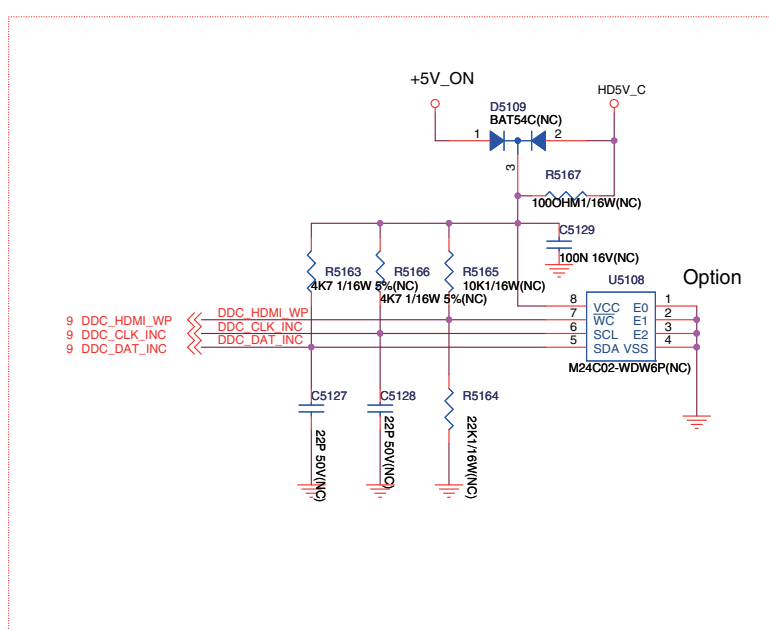 +5V_ON
HD5V_C
D5109
BAT54C(NC)
1
2
3
R5167
100OHM1/16W(NC)
C5129
100N 16V(NC)
R5163
R5166
R5165
4K7 1/16W 5%(NC)
10K1/16W(NC)
4K7 1/16W 5%(NC)
U5108
Option
8 VCC E0 1
7 WC E1 2
6 SCL E2 3
5 SDA VSS 4
M24C02-WDW6P(NC)
9 DDC_HDMI_WP
DDC_HDMI_WP
9 DDC_CLK_INC
DDC_CLK_INC
9 DDC_DAT_INC
DDC_DAT_INC
C5127
C5128
R5164
22P 50V(NC)
22P 50V(NC)
22K1/16W(NC)